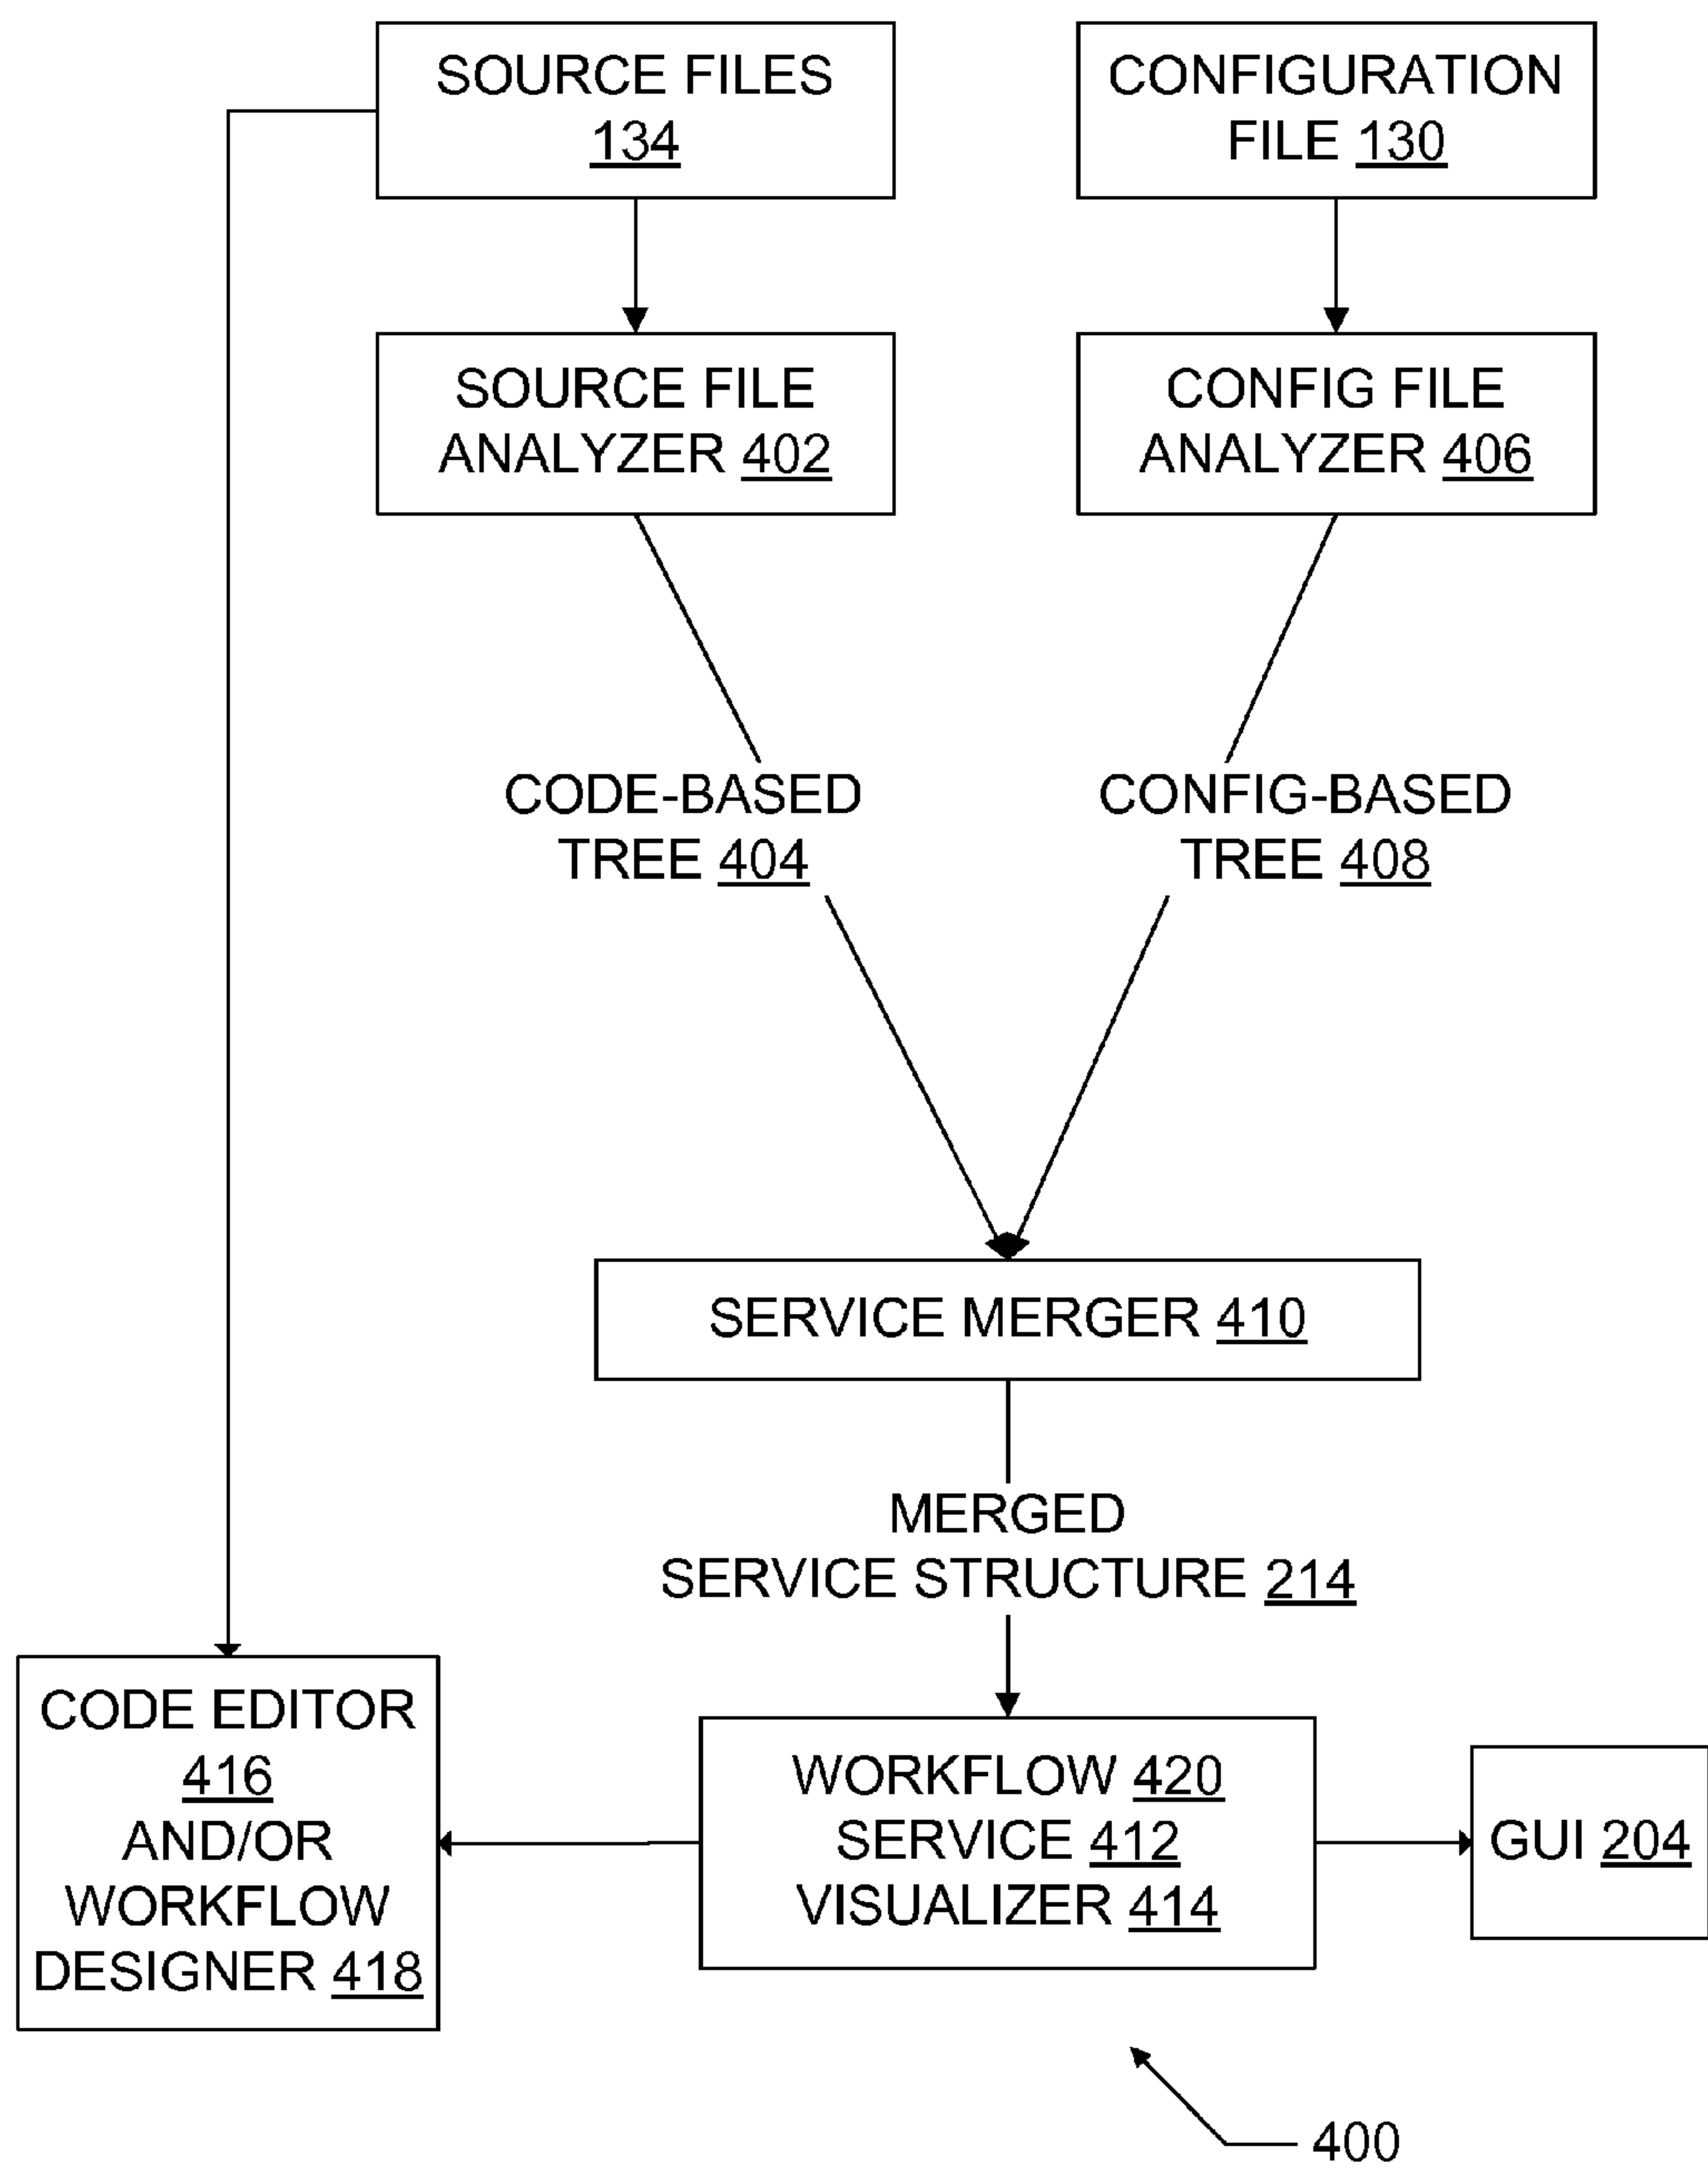 SOURCE FILES
134
CONFIGURATION
FILE 130
SOURCE FILE
ANALYZER 402
CONFIG FILE
ANALYZER 406
CODE-BASED
TREE 404
CONFIG-BASED
TREE 408
SERVICE MERGER 410
MERGED
SERVICE STRUCTURE 214
CODE EDITOR
416
AND/OR
WORKFLOW
DESIGNER 418
WORKFLOW 420
SERVICE 412
VISUALIZER 414
GUI 204
400